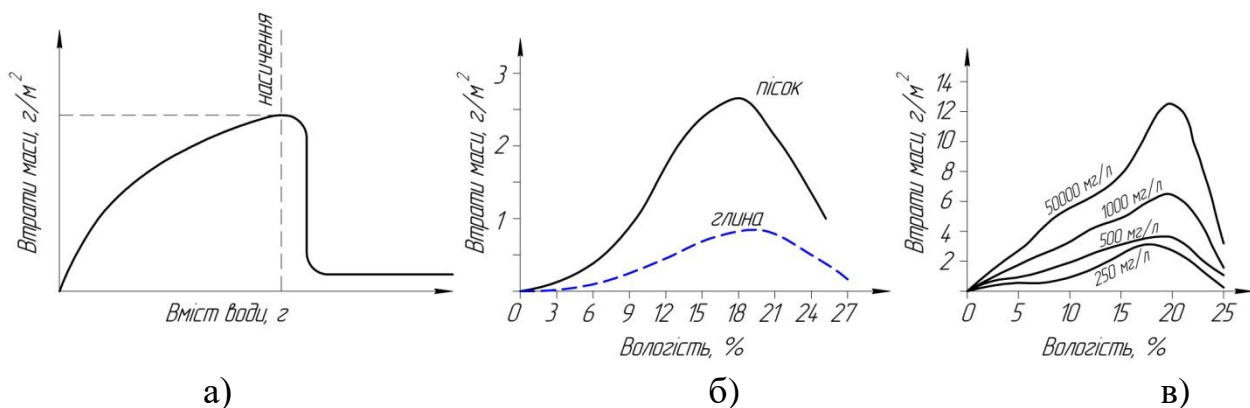 Втрати маси, г/м²
насичення
Вміст води, г
а)
Втрати маси, г/м²
3
2
1
пісок
глина
0 3 6 9 12 15 18 21 24 27
Вологість, %
б)
Втрати маси, г/м²
14
12
10
8
6
4
2
50000 мг/л
1000 мг/л
500 мг/л
250 мг/л
0 5 10 15 20 25
Вологість, %
в)